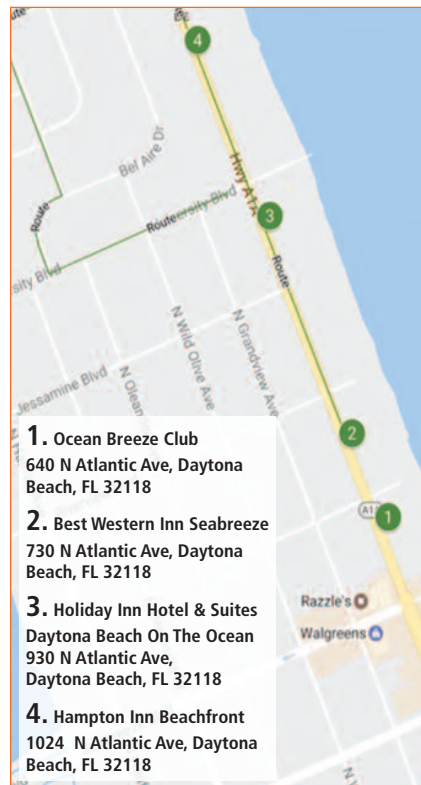 4
Bel Aire Dr
Hwy A1A
Route
Route
ersity Blvd
3
Route
sity Blvd
N Wild Olive Ave
N Grandview Ave
Jessamine Blvd
2
A1
1
1. Ocean Breeze Club
640 N Atlantic Ave, Daytona
Beach, FL 32118
2. Best Western Inn Seabreeze
730 N Atlantic Ave, Daytona
Beach, FL 32118
3. Holiday Inn Hotel & Suites
Daytona Beach On The Ocean
930 N Atlantic Ave,
Daytona Beach, FL 32118
4. Hampton Inn Beachfront
1024 N Atlantic Ave, Daytona
Beach, FL 32118
Razzle's
Walgreens